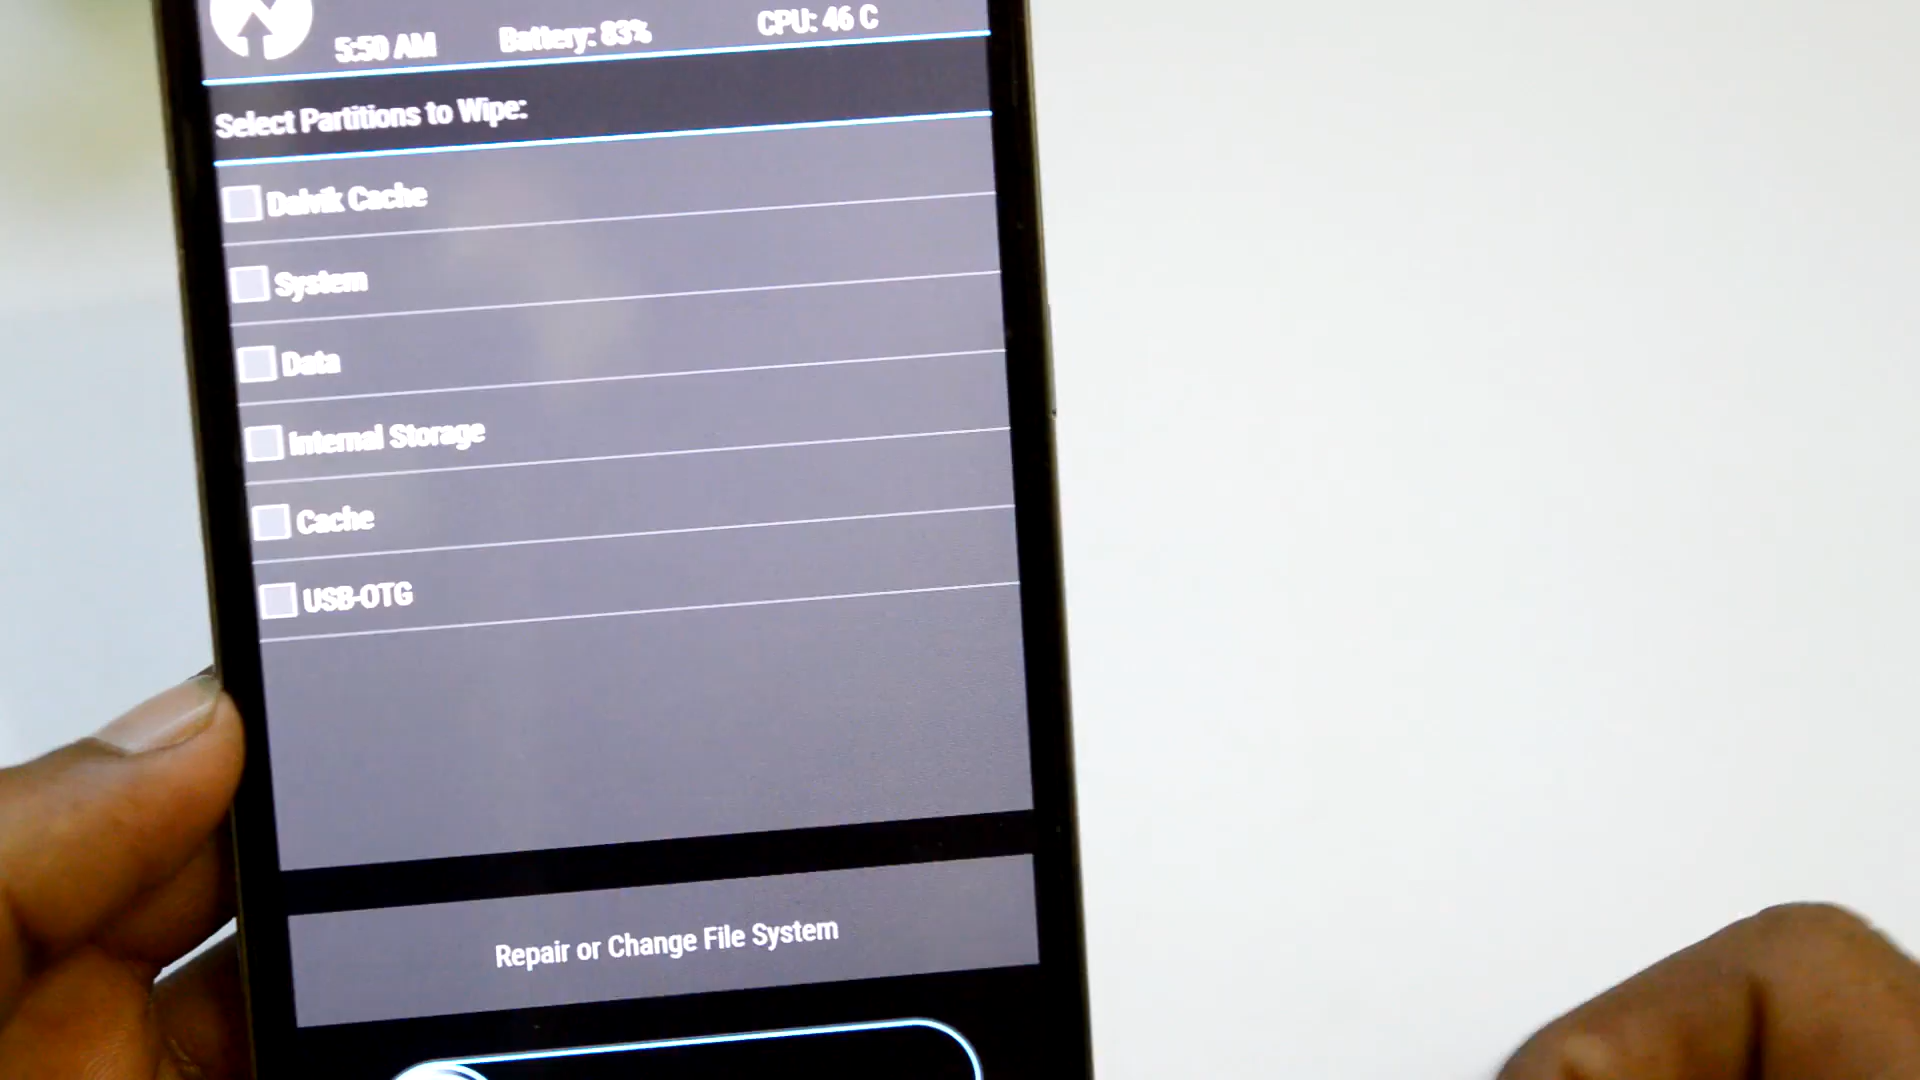 5:50 AM Battery: 83% CPU: 46 C
Select Partitions to Wipe:
Dalvik Cache
System
Data
Internal Storage
Cache
USB-OTG
Repair or Change File System